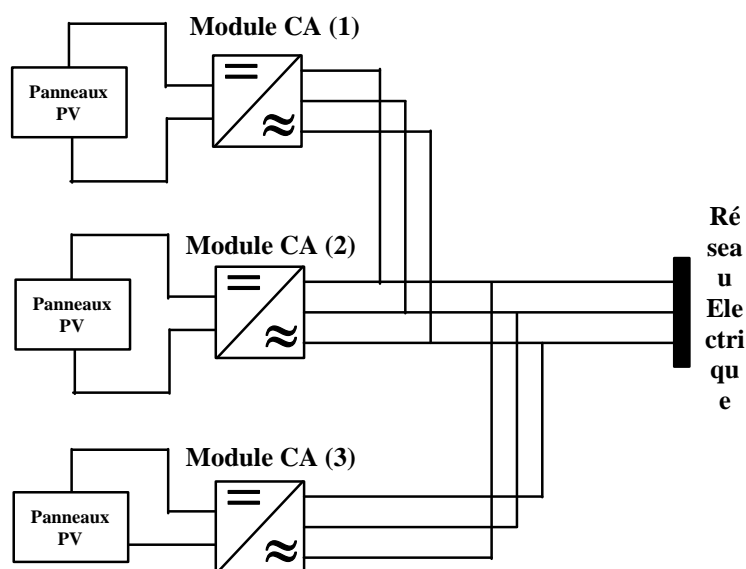 Module CA (1)
Panneaux
PV
Module CA (2)
Panneaux
PV
Module CA (3)
Panneaux
PV
Ré
sea
u
Ele
ctri
qu
e